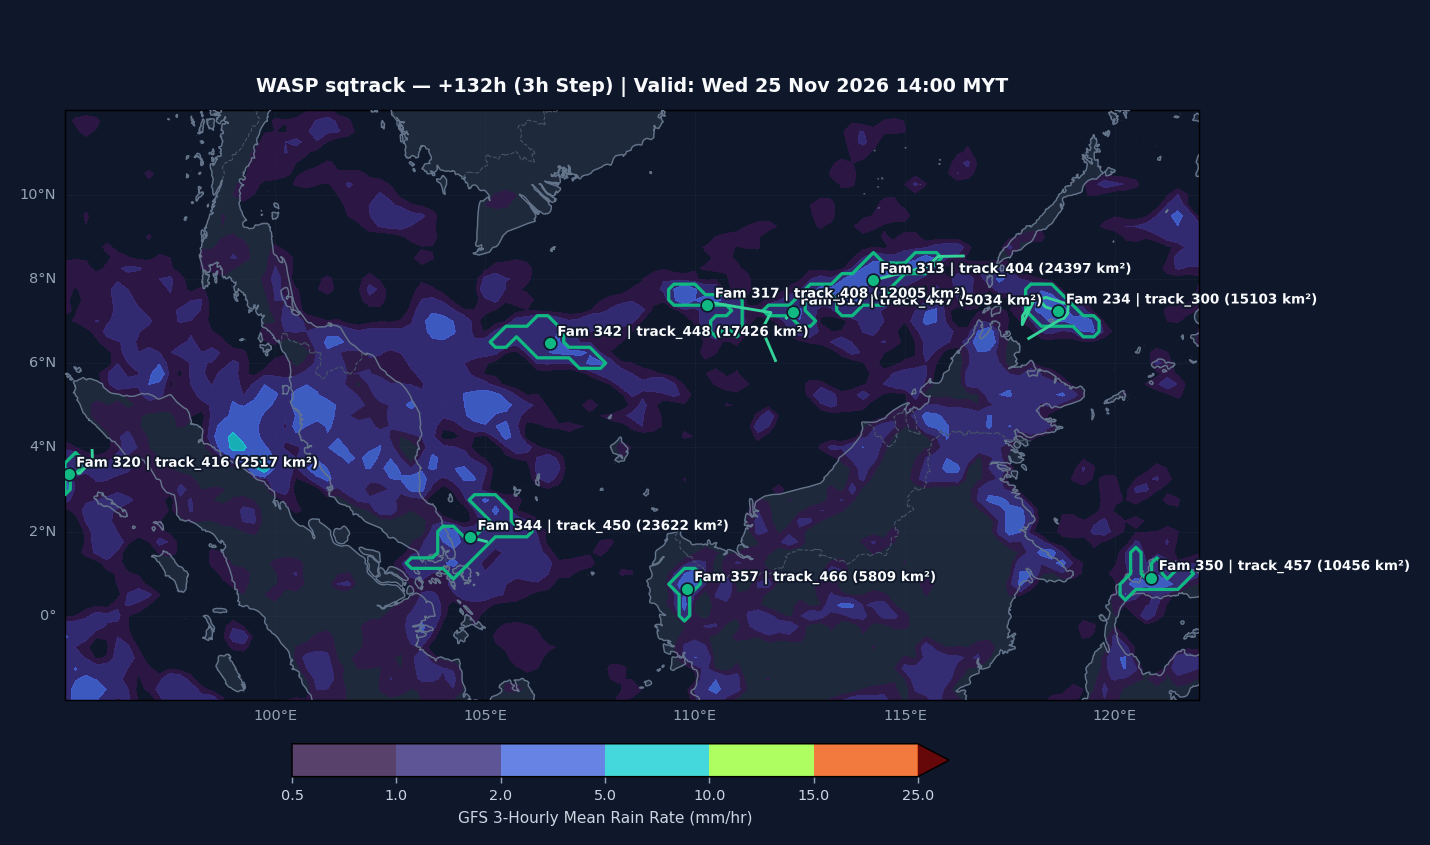 WASP sqtrack — +132h (3h Step) | Valid: Wed 25 Nov 2026 14:00 MYT
10°N
8°N
6°N
4°N
2°N
0°
Fam 313 | track_404 (24397 km²)
Fam 317 | track_408 (12005 km²)
track_447 (5034 km²)
Fam 234 | track_300 (15103 km²)
Fam 342 | track_448 (17426 km²)
Fam 320 | track_416 (2517 km²)
Fam 344 | track_450 (23622 km²)
Fam 357 | track_466 (5809 km²)
Fam 350 | track_457 (10456 km²)
100°E 105°E 110°E 115°E 120°E
0.5 1.0 2.0 5.0 10.0 15.0 25.0
GFS 3-Hourly Mean Rain Rate (mm/hr)